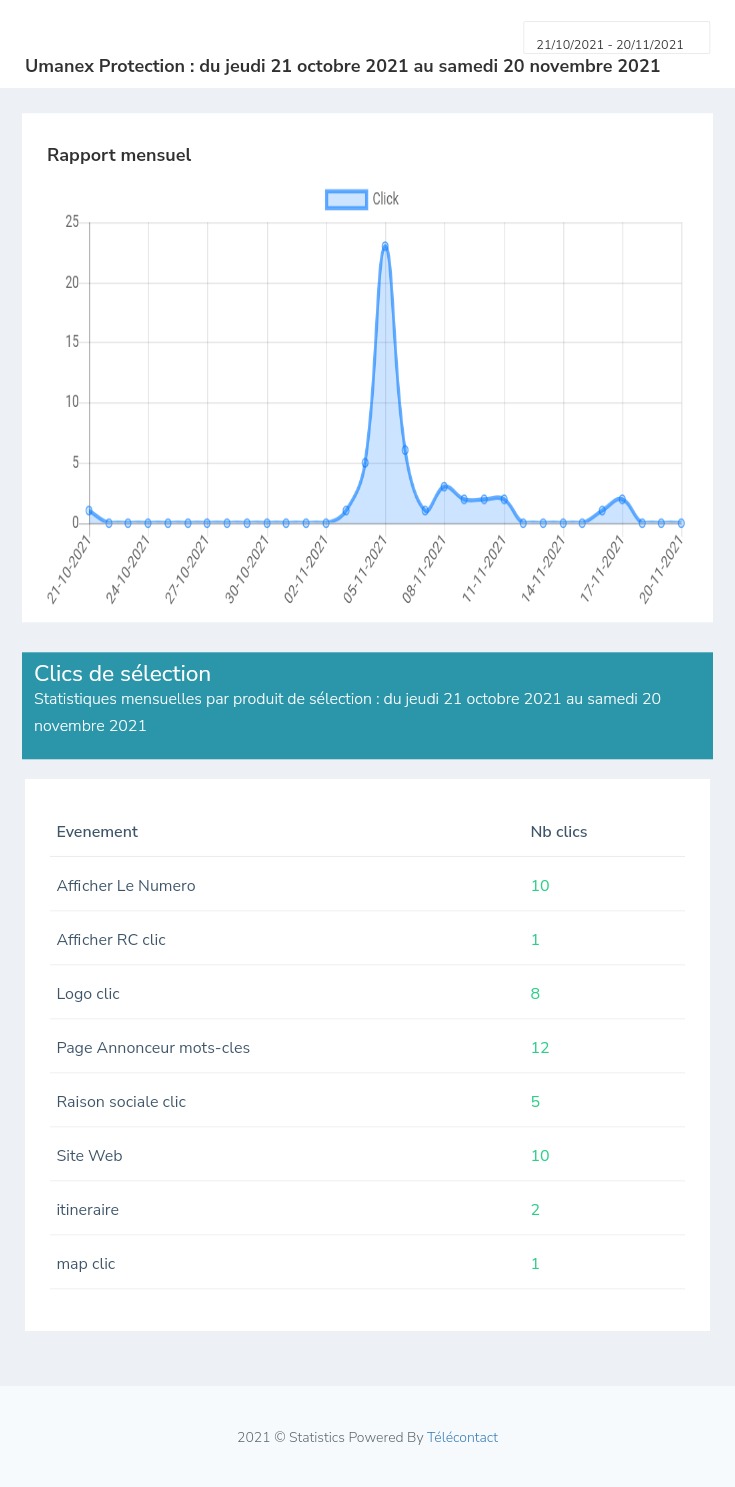 21/10/2021 - 20/11/2021
Umanex Protection : du jeudi 21 octobre 2021 au samedi 20 novembre 2021
Rapport mensuel
Click
25
20
15
10
5
0
21-10-2021
24-10-2021
27-10-2021
30-10-2021
02-11-2021
05-11-2021
08-11-2021
11-11-2021
14-11-2021
17-11-2021
20-11-2021
Clics de sélection
Statistiques mensuelles par produit de sélection : du jeudi 21 octobre 2021 au samedi 20
novembre 2021
Evenement Nb clics
Afficher Le Numero 10
Afficher RC clic 1
Logo clic 8
Page Annonceur mots-cles 12
Raison sociale clic 5
Site Web 10
itineraire 2
map clic 1
2021 © Statistics Powered By Télécontact